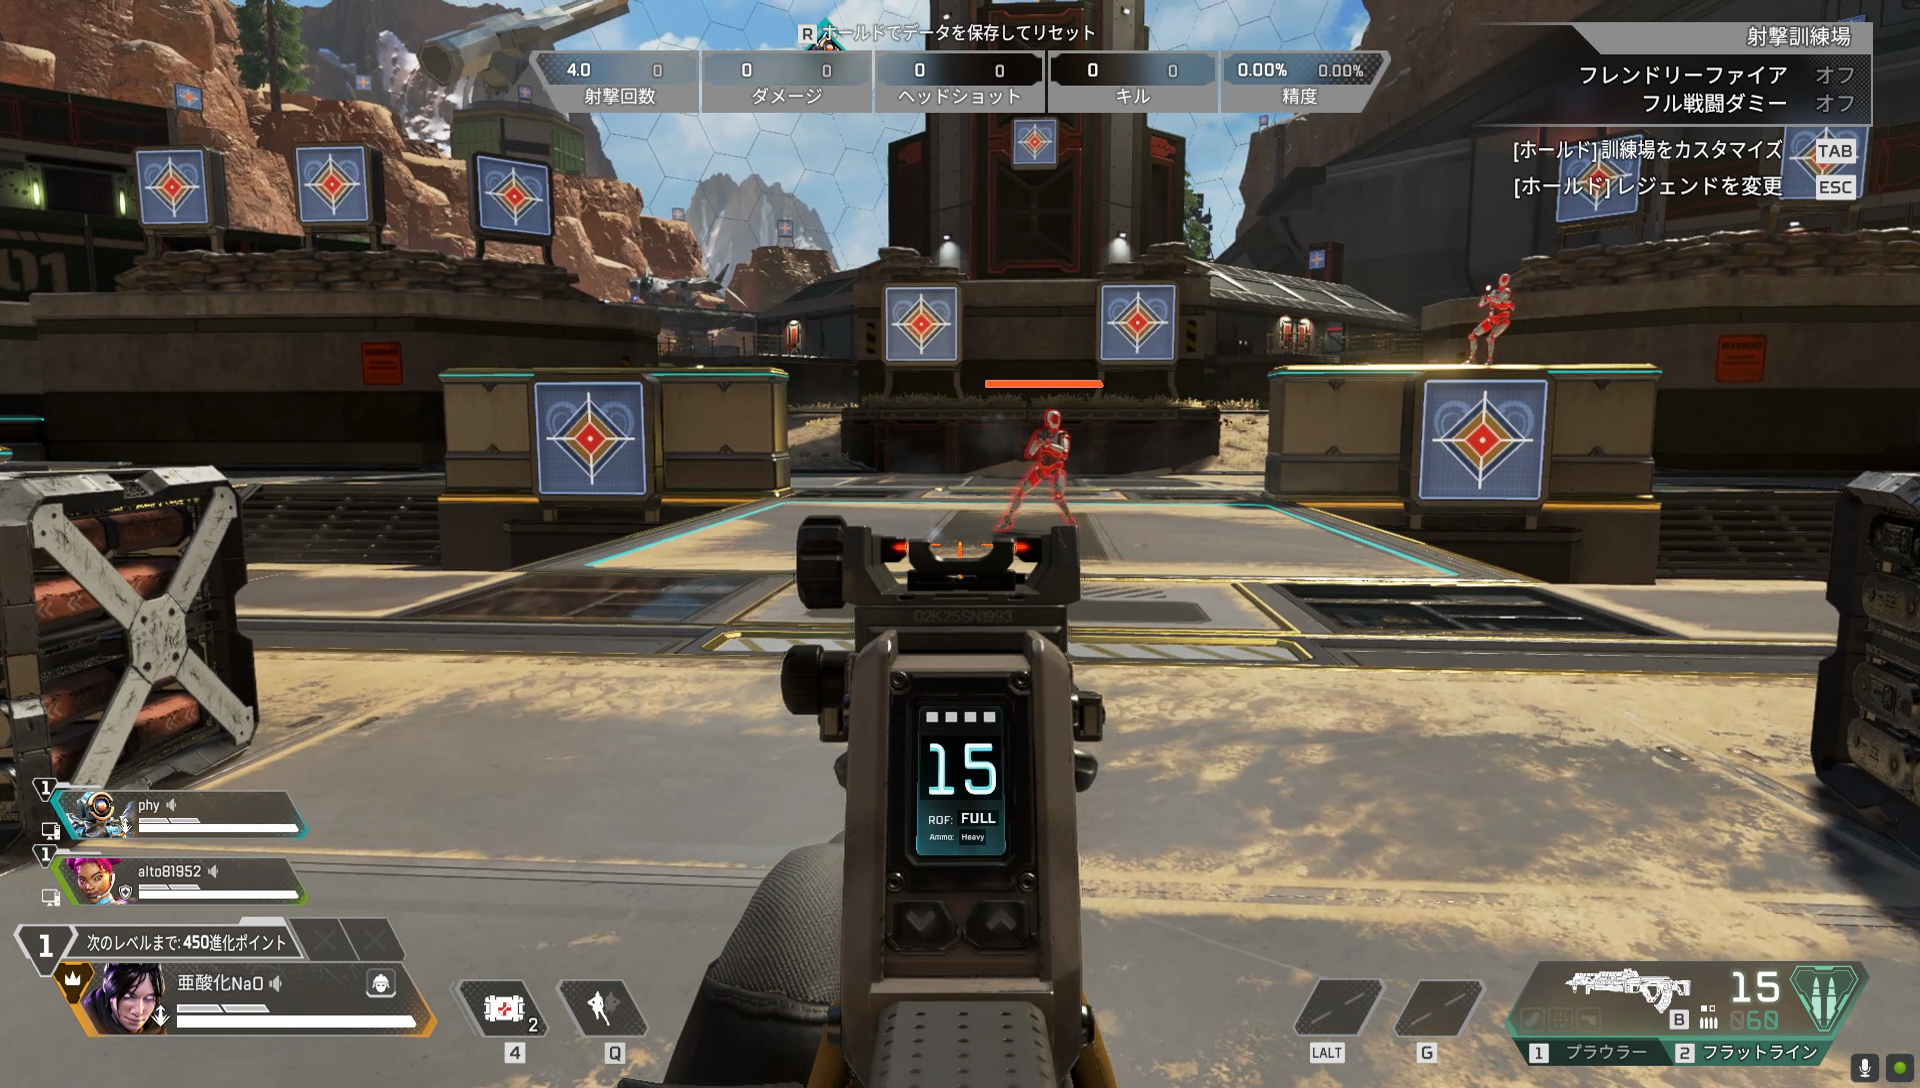 R ホールドでデータを保存してリセット
4.0 0 0 0 0 0 0 0 0.00% 0.00%
射撃回数 ダメージ ヘッドショット キル 精度
射撃訓練場
フレンドリーファイア オフ
フル戦闘ダミー オフ
[ホールド]訓練場をカスタマイズ TAB
[ホールド]レジェンドを変更 ESC
01
WARNING
WARNING
02K25SN1993
15
ROF: FULL
Ammo: Heavy
1
phy
1
alto81952
1 次のレベルまで:450進化ポイント
亜酸化NaO
2
4 Q
LALT G
15
B 060
1 ブラウラー 2 フラットライン